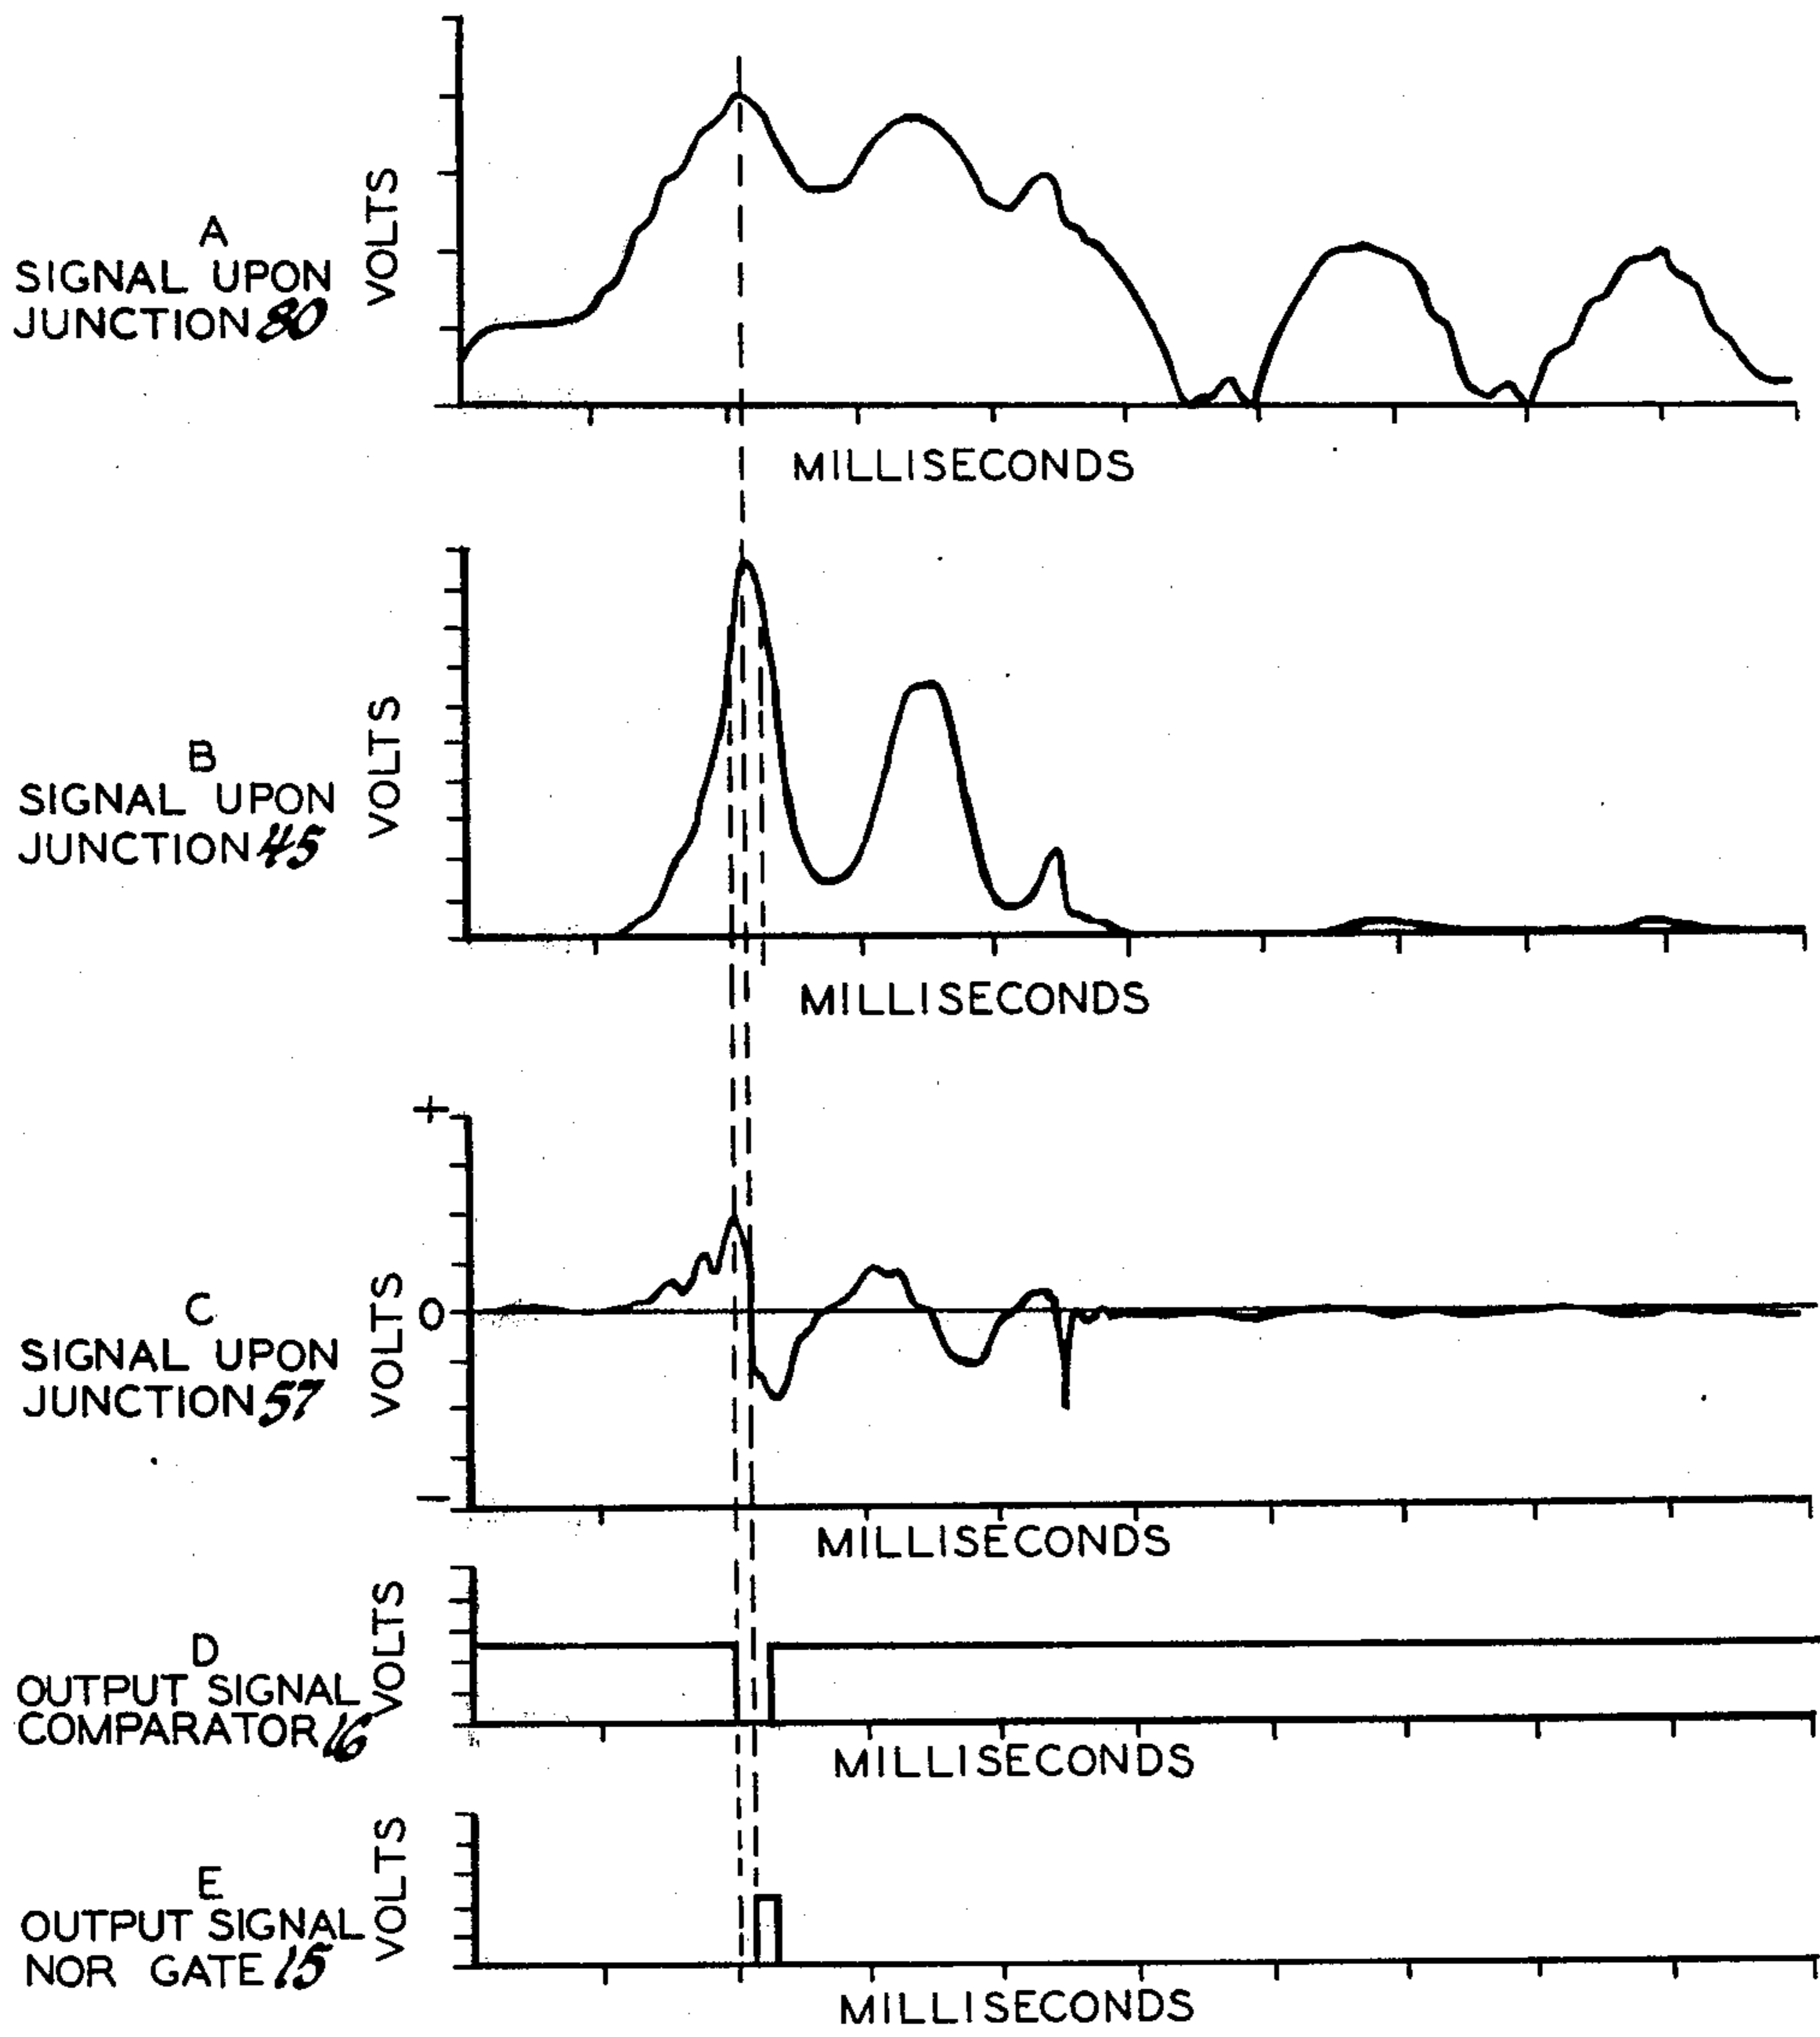 A
SIGNAL UPON
JUNCTION 80
VOLTS
MILLISECONDS
B
SIGNAL UPON
JUNCTION 45
VOLTS
MILLISECONDS
+
C
SIGNAL UPON
JUNCTION 57
VOLTS
0
−
MILLISECONDS
D
OUTPUT SIGNAL
COMPARATOR 16
VOLTS
MILLISECONDS
E
OUTPUT SIGNAL
NOR GATE 15
VOLTS
MILLISECONDS